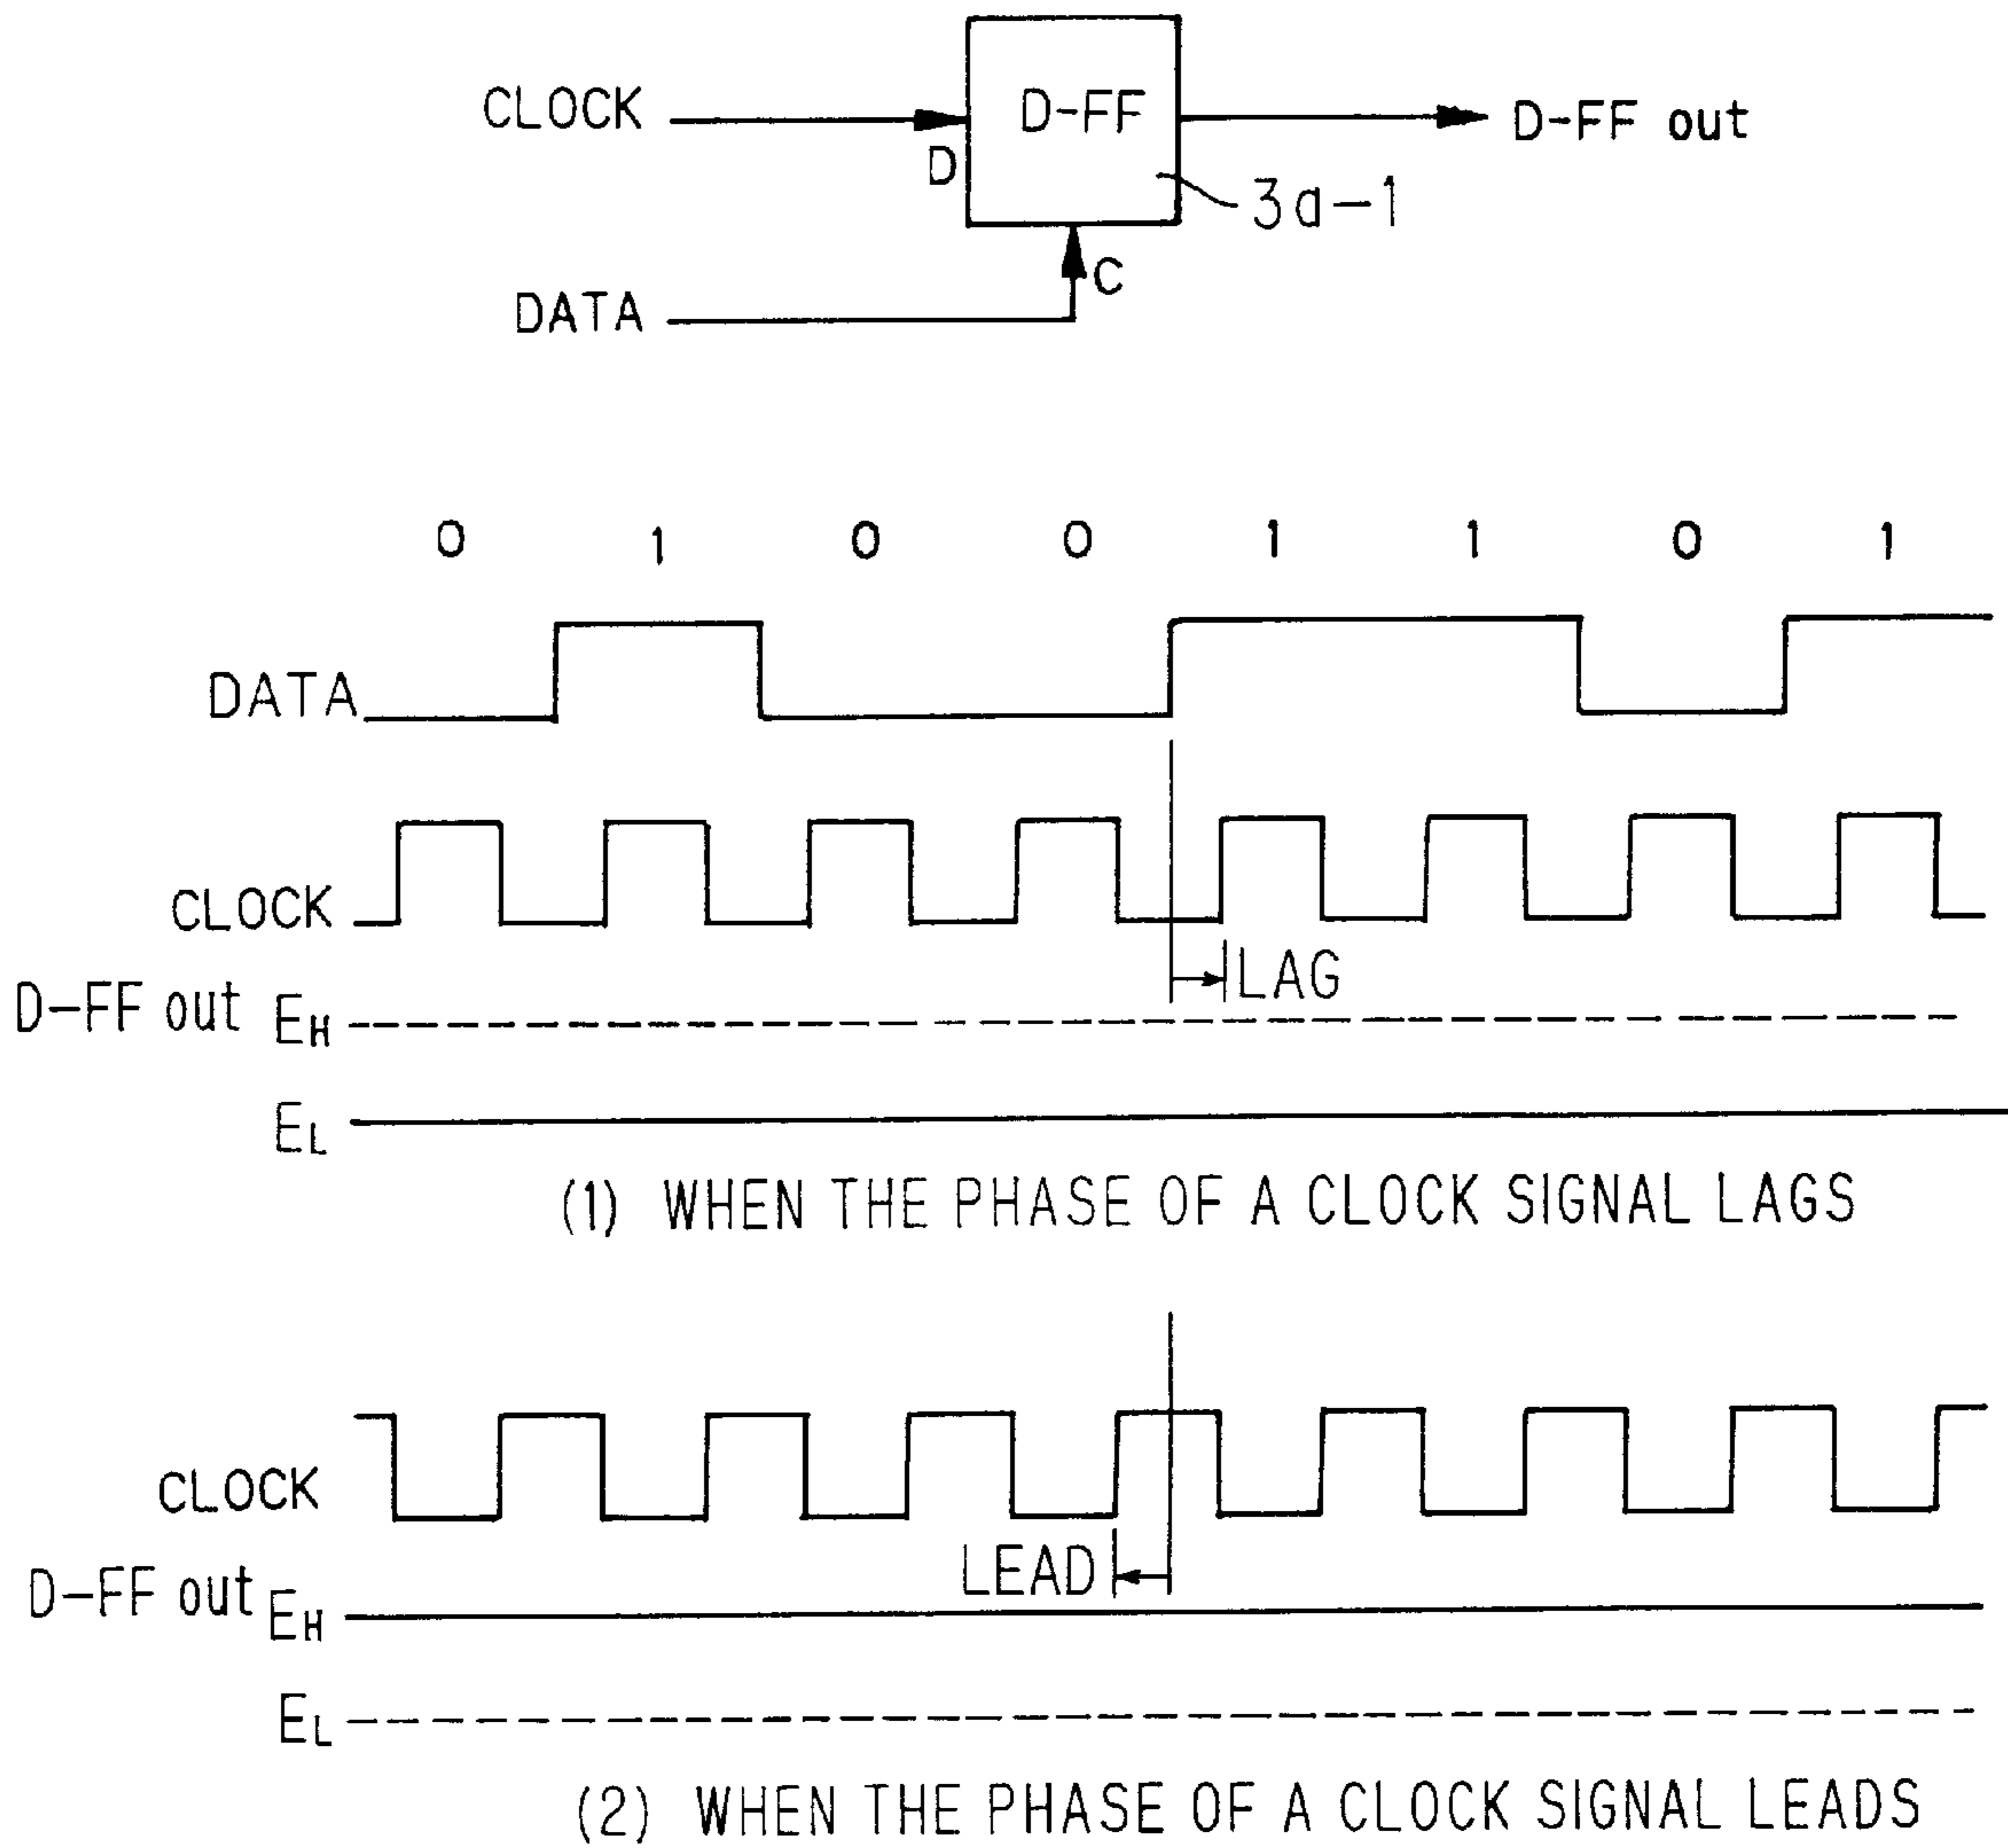 CLOCK
D-FF
D-FF out
D
3a-1
C
DATA
0 1 0 0 1 1 0 1
DATA
CLOCK
LAG
D-FF out EH
EL
(1) WHEN THE PHASE OF A CLOCK SIGNAL LAGS
CLOCK
LEAD
D-FF out EH
EL
(2) WHEN THE PHASE OF A CLOCK SIGNAL LEADS